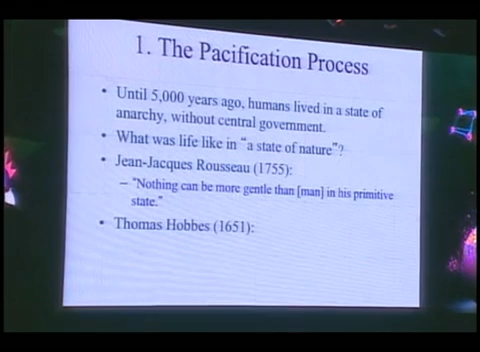 1. The Pacification Process
• Until 5,000 years ago, humans lived in a state of
anarchy, without central government.
• What was life like in "a state of nature"?
• Jean-Jacques Rousseau (1755):
– "Nothing can be more gentle than [man] in his primitive
state."
• Thomas Hobbes (1651):